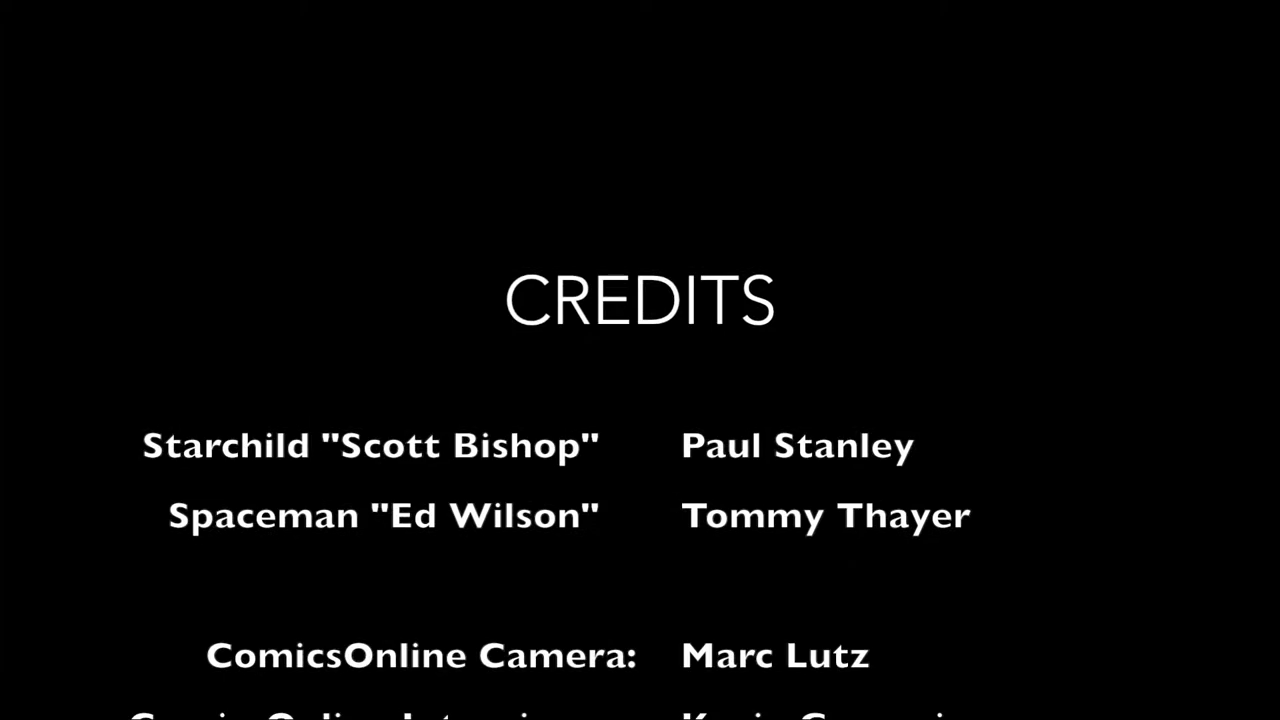 CREDITS
Starchild "Scott Bishop" Paul Stanley
Spaceman "Ed Wilson" Tommy Thayer
ComicsOnline Camera: Marc Lutz